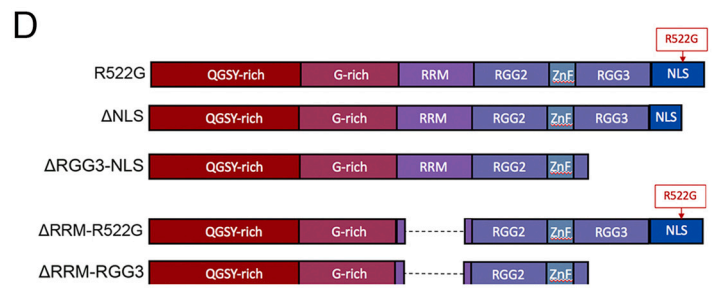 D
R522G
R522G QGSY-rich G-rich RRM RGG2 ZnF RGG3 NLS
ΔNLS QGSY-rich G-rich RRM RGG2 ZnF RGG3 NLS
ΔRGG3-NLS QGSY-rich G-rich RRM RGG2 ZnF
R522G
ΔRRM-R522G QGSY-rich G-rich RGG2 ZnF RGG3 NLS
ΔRRM-RGG3 QGSY-rich G-rich RGG2 ZnF